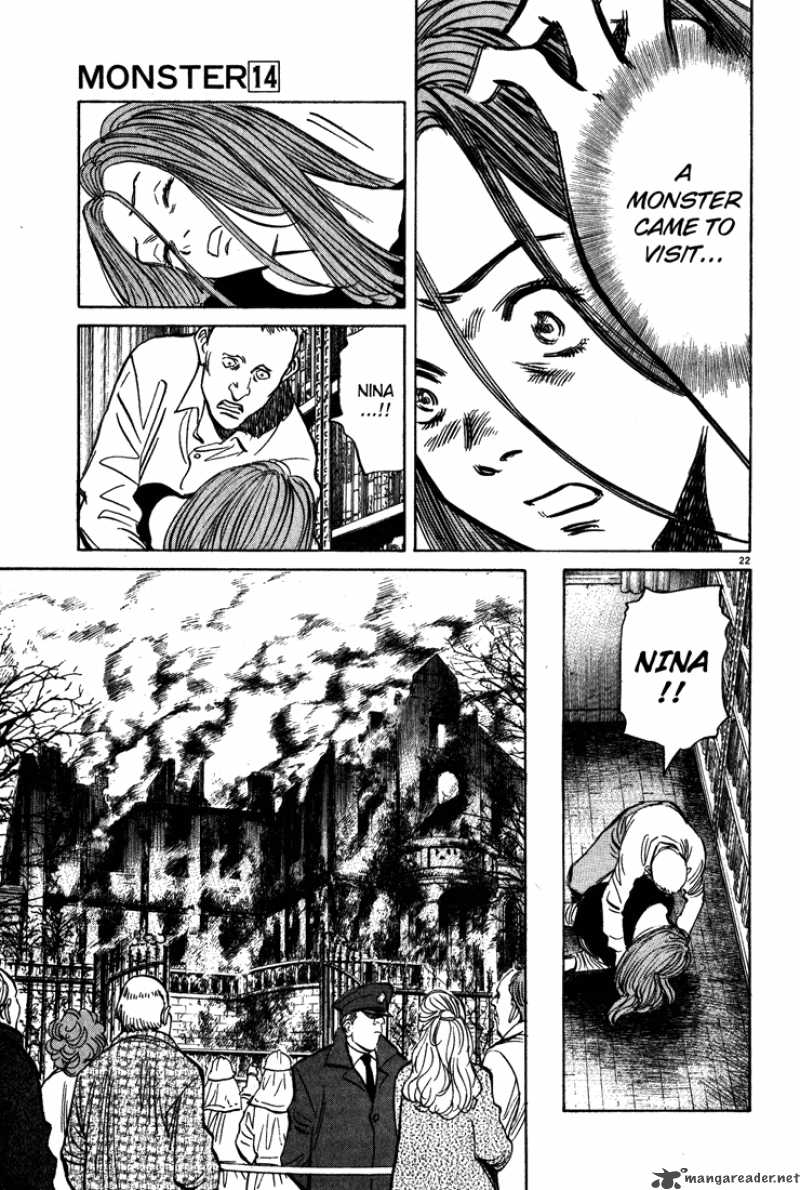 MONSTER 14
A
MONSTER
CAME TO
VISIT...
NINA
...!!
22
NINA
!!
mangareader.net